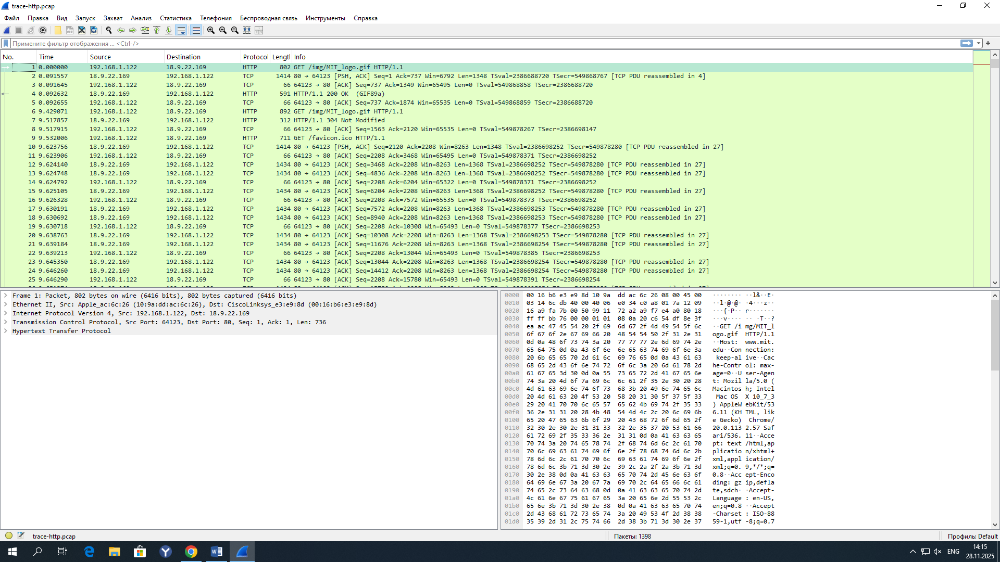 trace-http.pcap
Файл Правка Вид Запуск Захват Анализ Статистика Телефония Беспроводная связь Инструменты Справка
Примените фильтр отображения ... <Ctrl-/>
No. Time Source Destination Protocol Lengtl Info
1 0.000000 192.168.1.122 18.9.22.169 HTTP 802 GET /img/MIT_logo.gif HTTP/1.1
2 0.091557 18.9.22.169 192.168.1.122 TCP 1414 80 → 64123 [PSH, ACK] Seq=1 Ack=737 Win=6792 Len=1348 TSval=2386688720 TSecr=549868767 [TCP PDU reassembled in 4]
3 0.091645 192.168.1.122 18.9.22.169 TCP 66 64123 → 80 [ACK] Seq=737 Ack=1349 Win=65495 Len=0 TSval=549868858 TSecr=2386688720
4 0.092632 18.9.22.169 192.168.1.122 HTTP 591 HTTP/1.1 200 OK (GIF89a)
5 0.092655 192.168.1.122 18.9.22.169 TCP 66 64123 → 80 [ACK] Seq=737 Ack=1874 Win=65535 Len=0 TSval=549868859 TSecr=2386688720
6 9.429071 192.168.1.122 18.9.22.169 HTTP 892 GET /img/MIT_logo.gif HTTP/1.1
7 9.517857 18.9.22.169 192.168.1.122 HTTP 312 HTTP/1.1 304 Not Modified
8 9.517915 192.168.1.122 18.9.22.169 TCP 66 64123 → 80 [ACK] Seq=1563 Ack=2120 Win=65535 Len=0 TSval=549878267 TSecr=2386698147
9 9.532006 192.168.1.122 18.9.22.169 HTTP 711 GET /favicon.ico HTTP/1.1
10 9.623756 18.9.22.169 192.168.1.122 TCP 1414 80 → 64123 [PSH, ACK] Seq=2120 Ack=2208 Win=8263 Len=1348 TSval=2386698252 TSecr=549878280 [TCP PDU reassembled in 27]
11 9.623906 192.168.1.122 18.9.22.169 TCP 66 64123 → 80 [ACK] Seq=2208 Ack=3468 Win=65495 Len=0 TSval=549878371 TSecr=2386698252
12 9.624140 18.9.22.169 192.168.1.122 TCP 1434 80 → 64123 [ACK] Seq=3468 Ack=2208 Win=8263 Len=1368 TSval=2386698252 TSecr=549878280 [TCP PDU reassembled in 27]
13 9.624748 18.9.22.169 192.168.1.122 TCP 1434 80 → 64123 [ACK] Seq=4836 Ack=2208 Win=8263 Len=1368 TSval=2386698252 TSecr=549878280 [TCP PDU reassembled in 27]
14 9.624792 192.168.1.122 18.9.22.169 TCP 66 64123 → 80 [ACK] Seq=2208 Ack=6204 Win=65322 Len=0 TSval=549878371 TSecr=2386698252
15 9.625105 18.9.22.169 192.168.1.122 TCP 1434 80 → 64123 [ACK] Seq=6204 Ack=2208 Win=8263 Len=1368 TSval=2386698252 TSecr=549878280 [TCP PDU reassembled in 27]
16 9.626328 192.168.1.122 18.9.22.169 TCP 66 64123 → 80 [ACK] Seq=2208 Ack=7572 Win=65535 Len=0 TSval=549878373 TSecr=2386698252
17 9.630191 18.9.22.169 192.168.1.122 TCP 1434 80 → 64123 [ACK] Seq=7572 Ack=2208 Win=8263 Len=1368 TSval=2386698253 TSecr=549878280 [TCP PDU reassembled in 27]
18 9.630692 18.9.22.169 192.168.1.122 TCP 1434 80 → 64123 [ACK] Seq=8940 Ack=2208 Win=8263 Len=1368 TSval=2386698253 TSecr=549878280 [TCP PDU reassembled in 27]
19 9.630718 192.168.1.122 18.9.22.169 TCP 66 64123 → 80 [ACK] Seq=2208 Ack=10308 Win=65493 Len=0 TSval=549878377 TSecr=2386698253
20 9.638763 18.9.22.169 192.168.1.122 TCP 1434 80 → 64123 [ACK] Seq=10308 Ack=2208 Win=8263 Len=1368 TSval=2386698253 TSecr=549878280 [TCP PDU reassembled in 27]
21 9.639184 18.9.22.169 192.168.1.122 TCP 1434 80 → 64123 [ACK] Seq=11676 Ack=2208 Win=8263 Len=1368 TSval=2386698254 TSecr=549878280 [TCP PDU reassembled in 27]
22 9.639213 192.168.1.122 18.9.22.169 TCP 66 64123 → 80 [ACK] Seq=2208 Ack=13044 Win=65493 Len=0 TSval=549878385 TSecr=2386698253
23 9.645350 18.9.22.169 192.168.1.122 TCP 1434 80 → 64123 [ACK] Seq=13044 Ack=2208 Win=8263 Len=1368 TSval=2386698254 TSecr=549878280 [TCP PDU reassembled in 27]
24 9.646260 18.9.22.169 192.168.1.122 TCP 1434 80 → 64123 [ACK] Seq=14412 Ack=2208 Win=8263 Len=1368 TSval=2386698254 TSecr=549878280 [TCP PDU reassembled in 27]
25 9.646290 192.168.1.122 18.9.22.169 TCP 66 64123 → 80 [ACK] Seq=2208 Ack=15780 Win=65493 Len=0 TSval=549878391 TSecr=2386698254
Frame 1: Packet, 802 bytes on wire (6416 bits), 802 bytes captured (6416 bits)
Ethernet II, Src: Apple_ac:6c:26 (10:9a:dd:ac:6c:26), Dst: CiscoLinksys_e3:e9:8d (00:16:b6:e3:e9:8d)
Internet Protocol Version 4, Src: 192.168.1.122, Dst: 18.9.22.169
Transmission Control Protocol, Src Port: 64123, Dst Port: 80, Seq: 1, Ack: 1, Len: 736
Hypertext Transfer Protocol
0000 00 16 b6 e3 e9 8d 10 9a dd ac 6c 26 08 00 45 00 ········ ··l&··E·
0010 03 14 6c db 40 00 40 06 e0 34 c0 a8 01 7a 12 09 ··l·@·@· ·4···z··
0020 16 a9 fa 7b 00 50 99 11 72 a2 a9 f7 e4 a0 80 18 ···{·P·· r·······
0030 ff ff bb 76 00 00 01 01 08 0a 20 c6 54 df 8e 3f ···v···· ·· ·T··?
0040 ea ac 47 45 54 20 2f 69 6d 67 2f 4d 49 54 5f 6c ··GET /i mg/MIT_l
0050 6f 67 6f 2e 67 69 66 20 48 54 54 50 2f 31 2e 31 ogo.gif HTTP/1.1
0060 0d 0a 48 6f 73 74 3a 20 77 77 77 2e 6d 69 74 2e ··Host: www.mit.
0070 65 64 75 0d 0a 43 6f 6e 6e 65 63 74 69 6f 6e 3a edu··Con nection:
0080 20 6b 65 65 70 2d 61 6c 69 76 65 0d 0a 43 61 63 keep-al ive··Cac
0090 68 65 2d 43 6f 6e 74 72 6f 6c 3a 20 6d 61 78 2d he-Contr ol: max-
00a0 61 67 65 3d 30 0d 0a 55 73 65 72 2d 41 67 65 6e age=0··U ser-Agen
00b0 74 3a 20 4d 6f 7a 69 6c 6c 61 2f 35 2e 30 20 28 t: Mozil la/5.0 (
00c0 4d 61 63 69 6e 74 6f 73 68 3b 20 49 6e 74 65 6c Macintos h; Intel
00d0 20 4d 61 63 20 4f 53 20 58 20 31 30 5f 37 5f 33 Mac OS X 10_7_3
00e0 29 20 41 70 70 6c 65 57 65 62 4b 69 74 2f 35 33 ) AppleW ebKit/53
00f0 36 2e 31 31 20 28 4b 48 54 4d 4c 2c 20 6c 69 6b 6.11 (KH TML, lik
0100 65 20 47 65 63 6b 6f 29 20 43 68 72 6f 6d 65 2f e Gecko) Chrome/
0110 32 30 2e 30 2e 31 31 33 32 2e 35 37 20 53 61 66 20.0.113 2.57 Saf
0120 61 72 69 2f 35 33 36 2e 31 31 0d 0a 41 63 63 65 ari/536. 11··Acce
0130 70 74 3a 20 74 65 78 74 2f 68 74 6d 6c 2c 61 70 pt: text /html,ap
0140 70 6c 69 63 61 74 69 6f 6e 2f 78 68 74 6d 6c 2b plicatio n/xhtml+
0150 78 6d 6c 2c 61 70 70 6c 69 63 61 74 69 6f 6e 2f xml,appl ication/
0160 78 6d 6c 3b 71 3d 30 2e 39 2c 2a 2f 2a 3b 71 3d xml;q=0. 9,*/*;q=
0170 30 2e 38 0d 0a 41 63 63 65 70 74 2d 45 6e 63 6f 0.8··Acc ept-Enco
0180 64 69 6e 67 3a 20 67 7a 69 70 2c 64 65 66 6c 61 ding: gz ip,defla
0190 74 65 2c 73 64 63 68 0d 0a 41 63 63 65 70 74 2d te,sdch· ·Accept-
01a0 4c 61 6e 67 75 61 67 65 3a 20 65 6e 2d 55 53 2c Language : en-US,
01b0 65 6e 3b 71 3d 30 2e 38 0d 0a 41 63 63 65 70 74 en;q=0.8 ··Accept
01c0 2d 43 68 61 72 73 65 74 3a 20 49 53 4f 2d 38 38 -Charset : ISO-88
01d0 35 39 2d 31 2c 75 74 66 2d 38 3b 71 3d 30 2e 37 59-1,utf -8;q=0.7
trace-http.pcap Пакеты: 1398 Профиль: Default
ENG 14:15
28.11.2025